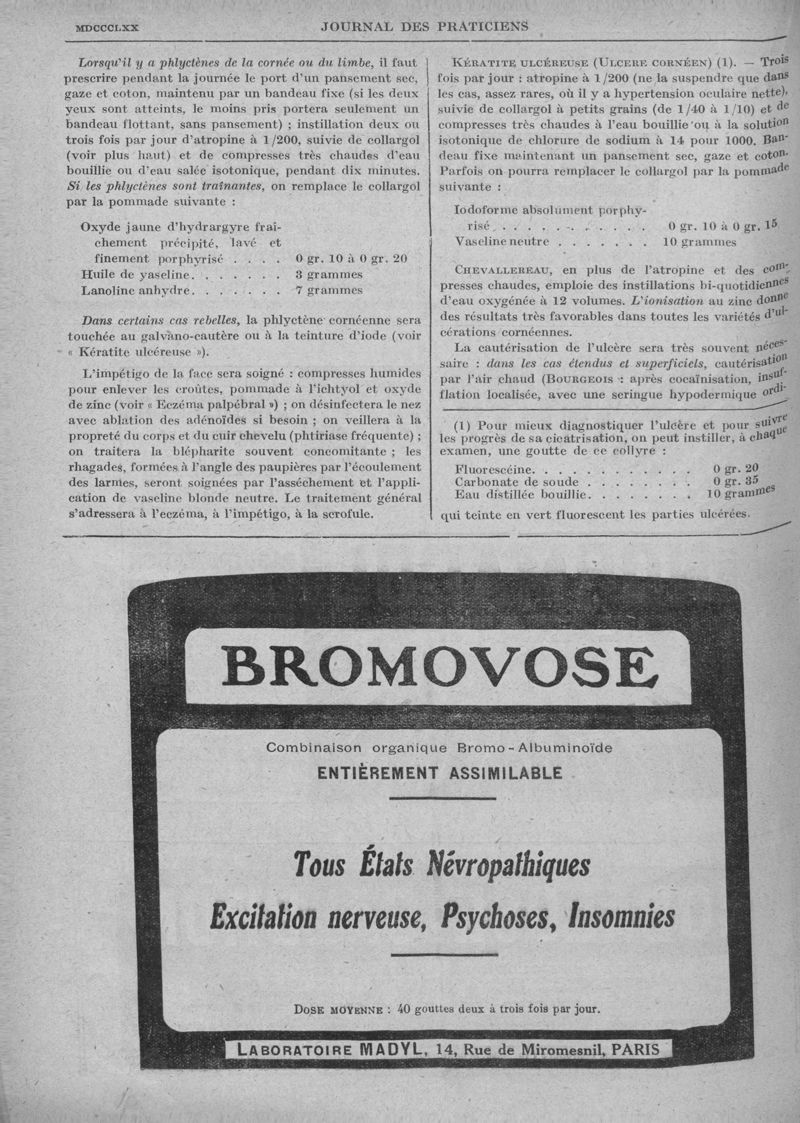 MDCCCLXX
JOURNAL DES PRATICIENS
Lorsqu'il y a phlyctènes de la cornée ou du limbe, il faut
prescrire pendant la journée le port d'un pansement sec,
gaze et coton, maintenu par un bandeau fixe (si les deux
yeux sont atteints, le moins pris portera seulement un
bandeau flottant, sans pansement) ; instillation deux ou
trois fois par jour d'atropine à 1/200, suivie de collargol
(voir plus haut) et de compresses très chaudes d'eau
bouillie ou d'eau salée isotonique, pendant dix minutes.
Si les phlyctènes sont traînantes, on remplace le collargol
par la pommade suivante :
Oxyde jaune d'hydrargyre fraî-
chement précipité, lavé et
finement porphyrisé . . . . 0 gr. 10 à 0 gr. 20
Huile de vaseline. . . . . . . 3 grammes
Lanoline anhydre. . . . . . . 7 grammes
Dans certains cas rebelles, la phlyctène cornéenne sera
touchée au galvano-cautère ou à la teinture d'iode (voir
« Kératite ulcéreuse »).
L'impétigo de la face sera soigné : compresses humides
pour enlever les croûtes, pommade à l'ichtyol et oxyde
de zinc (voir « Eczéma palpébral ») ; on désinfectera le nez
avec ablation des adénoïdes si besoin ; on veillera à la
propreté du corps et du cuir chevelu (phtiriase fréquente) ;
on traitera la blépharite souvent concomitante ; les
rhagades, formées à l'angle des paupières par l'écoulement
des larmes, seront soignées par l'asséchement et l'appli-
cation de vaseline blonde neutre. Le traitement général
s'adressera à l'eczéma, à l'impétigo, à la scrofule.
KÉRATITE ULCÉREUSE (ULCÈRE CORNÉEN) (1). — Trois
fois par jour : atropine à 1/200 (ne la suspendre que dans
les cas, assez rares, où il y a hypertension oculaire nette),
suivie de collargol à petits grains (de 1/40 à 1/10) et de
compresses très chaudes à l'eau bouillie ou à la solution
isotonique de chlorure de sodium à 14 pour 1000. Ban-
deau fixe maintenant un pansement sec, gaze et coton.
Parfois on pourra remplacer le collargol par la pommade
suivante :
Iodoforme absolument porphy-
risé . . . . . . . . . . . 0 gr. 10 à 0 gr. 15
Vaseline neutre . . . . . . . 10 grammes
CHEVALLEREAU, en plus de l'atropine et des com-
presses chaudes, emploie des instillations bi-quotidiennes
d'eau oxygénée à 12 volumes. L'ionisation au zinc donne
des résultats très favorables dans toutes les variétés d'ul-
cérations cornéennes.
La cautérisation de l'ulcère sera très souvent néces-
saire : dans les cas étendus et superficiels, cautérisation
par l'air chaud (BOURGEOIS : après cocaïnisation, insuf-
flation localisée, avec une seringue hypodermique ordi-
(1) Pour mieux diagnostiquer l'ulcère et pour suivre
les progrès de sa cicatrisation, on peut instiller, à chaque
examen, une goutte de ce collyre :
Fluorescéine. . . . . . . . . . . 0 gr. 20
Carbonate de soude . . . . . . . . 0 gr. 35
Eau distillée bouillie. . . . . . . . 10 grammes
qui teinte en vert fluorescent les parties ulcérées.
BROMOVOSE
Combinaison organique Bromo-Albuminoïde
ENTIÈREMENT ASSIMILABLE
Tous États Névropathiques
Excitation nerveuse, Psychoses, Insomnies
DOSE MOYENNE : 40 gouttes deux à trois fois par jour.
LABORATOIRE MADYL, 14, Rue de Miromesnil, PARIS